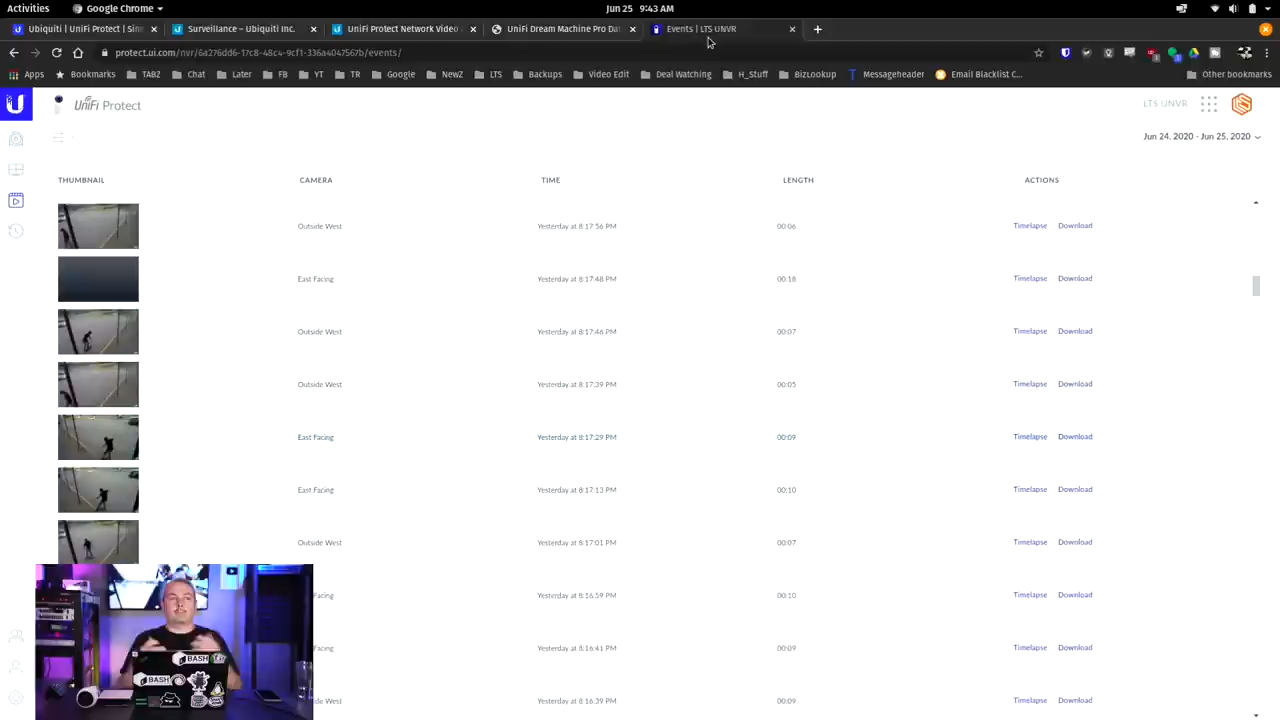 Activities
Google Chrome
Jun 25 9:43 AM
Ubiquiti | UniFi Protect | Sim
Surveillance – Ubiquiti Inc.
UniFi Protect Network Video
UniFi Dream Machine Pro Dat
Events | LTS UNVR
protect.ui.com/nvr/6a276dd6-17c8-48c4-9cf1-336a4047567b/events/
Apps
Bookmarks
TAB2
Chat
Later
FB
YT
TR
Google
NewZ
LTS
Backups
Video Edit
Deal Watching
H_Stuff
BizLookup
Messageheader
Email Blacklist C...
Other bookmarks
UniFi Protect
LTS UNVR
Jun 24, 2020 - Jun 25, 2020
THUMBNAIL CAMERA TIME LENGTH ACTIONS
Outside West Yesterday at 8:17:56 PM 00:06 Timelapse Download
East Facing Yesterday at 8:17:48 PM 00:18 Timelapse Download
Outside West Yesterday at 8:17:46 PM 00:07 Timelapse Download
Outside West Yesterday at 8:17:39 PM 00:05 Timelapse Download
East Facing Yesterday at 8:17:29 PM 00:09 Timelapse Download
East Facing Yesterday at 8:17:13 PM 00:10 Timelapse Download
Outside West Yesterday at 8:17:01 PM 00:07 Timelapse Download
Facing Yesterday at 8:16:59 PM 00:10 Timelapse Download
Facing Yesterday at 8:16:41 PM 00:09 Timelapse Download
ide West Yesterday at 8:16:39 PM 00:09 Timelapse Download
BASH
BASH